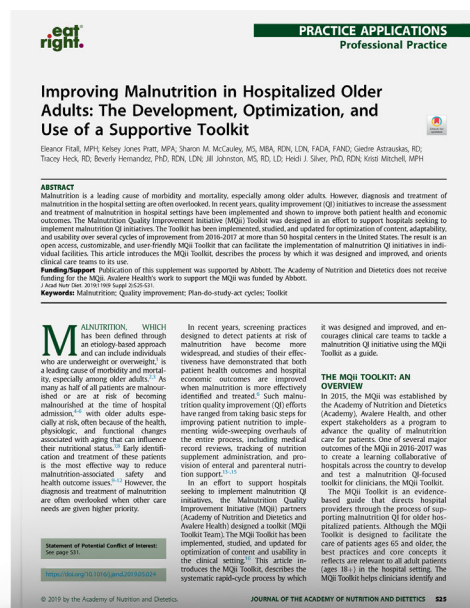 eat
right.
PRACTICE APPLICATIONS
Professional Practice
Improving Malnutrition in Hospitalized Older
Adults: The Development, Optimization, and
Use of a Supportive Toolkit
Eleanor Fitall, MPH; Kelsey Jones Pratt, MPA; Sharon M. McCauley, MS, MBA, RDN, LDN, FADA, FAND; Giedre Astrauskas, RD;
Tracey Heck, RD; Beverly Hernandez, PhD, RDN, LDN; Jill Johnston, MS, RD, LD; Heidi J. Silver, PhD, RDN; Kristi Mitchell, MPH
ABSTRACT
Malnutrition is a leading cause of morbidity and mortality, especially among older adults. However, diagnosis and treatment of
malnutrition in the hospital setting are often overlooked. In recent years, quality improvement (QI) initiatives to increase the assessment
and treatment of malnutrition in hospital settings have been implemented and shown to improve both patient health and economic
outcomes. The Malnutrition Quality Improvement Initiative (MQii) Toolkit was designed in an effort to support hospitals seeking to
implement malnutrition QI initiatives. The Toolkit has been implemented, studied, and updated for optimization of content, adaptability,
and usability over several cycles of improvement from 2016-2017 at more than 50 hospital centers in the United States. The result is an
open access, customizable, and user-friendly MQii Toolkit that can facilitate the implementation of malnutrition QI initiatives in indi-
vidual facilities. This article introduces the MQii Toolkit, describes the process by which it was designed and improved, and orients
clinical care teams to its use.
Funding/Support Publication of this supplement was supported by Abbott. The Academy of Nutrition and Dietetics does not receive
funding for the MQii. Avalere Health's work to support the MQii was funded by Abbott.
J Acad Nutr Diet. 2019;119(9 Suppl 2):S25-S31.
Keywords: Malnutrition; Quality improvement; Plan-do-study-act cycles; Toolkit
MALNUTRITION, WHICH
has been defined through
an etiology-based approach
and can include individuals
who are underweight or overweight,1 is
a leading cause of morbidity and mortal-
ity, especially among older adults.2,3 As
many as half of all patients are malnour-
ished or are at risk of becoming
malnourished at the time of hospital
admission,4-6 with older adults espe-
cially at risk, often because of the health,
physiologic, and functional changes
associated with aging that can influence
their nutritional status.7,8 Early identifi-
cation and treatment of these patients
is the most effective way to reduce
malnutrition-associated safety and
health outcome issues.9-12 However, the
diagnosis and treatment of malnutrition
are often overlooked when other care
needs are given higher priority.
Statement of Potential Conflict of Interest:
See page S31.
https://doi.org/10.1016/j.jand.2019.05.024
In recent years, screening practices
designed to detect patients at risk of
malnutrition have become more
widespread, and studies of their effec-
tiveness have demonstrated that both
patient health outcomes and hospital
economic outcomes are improved
when malnutrition is more effectively
identified and treated.6 Such malnu-
trition quality improvement (QI) efforts
have ranged from taking basic steps for
improving patient nutrition to imple-
menting wide-sweeping overhauls of
the entire process, including medical
record reviews, tracking of nutrition
supplement administration, and pro-
vision of enteral and parenteral nutri-
tion support.13-15
In an effort to support hospitals
seeking to implement malnutrition QI
initiatives, the Malnutrition Quality
Improvement Initiative (MQii) partners
(Academy of Nutrition and Dietetics and
Avalere Health) designed a toolkit (MQii
Toolkit Team). The MQii Toolkit has been
implemented, studied, and updated for
optimization of content and usability in
the clinical setting.16 This article in-
troduces the MQii Toolkit, describes the
systematic rapid-cycle process by which
it was designed and improved, and en-
courages clinical care teams to tackle a
malnutrition QI initiative using the MQii
Toolkit as a guide.
THE MQii TOOLKIT: AN
OVERVIEW
In 2015, the MQii was established by
the Academy of Nutrition and Dietetics
(Academy), Avalere Health, and other
expert stakeholders as a program to
advance the quality of malnutrition
care for patients. One of several major
outcomes of the MQii in 2016-2017 was
to create a learning collaborative of
hospitals across the country to develop
and test a malnutrition QI-focused
toolkit for clinicians, the MQii Toolkit.
The MQii Toolkit is an evidence-
based guide that directs hospital
providers through the process of sup-
porting malnutrition QI for older hos-
pitalized patients. Although the MQii
Toolkit is designed to facilitate the
care of patients ages 65 and older, the
best practices and core concepts it
reflects are relevant to all adult patients
(ages 18+) in the hospital setting. The
MQii Toolkit helps clinicians identify and
© 2019 by the Academy of Nutrition and Dietetics.
JOURNAL OF THE ACADEMY OF NUTRITION AND DIETETICS S25